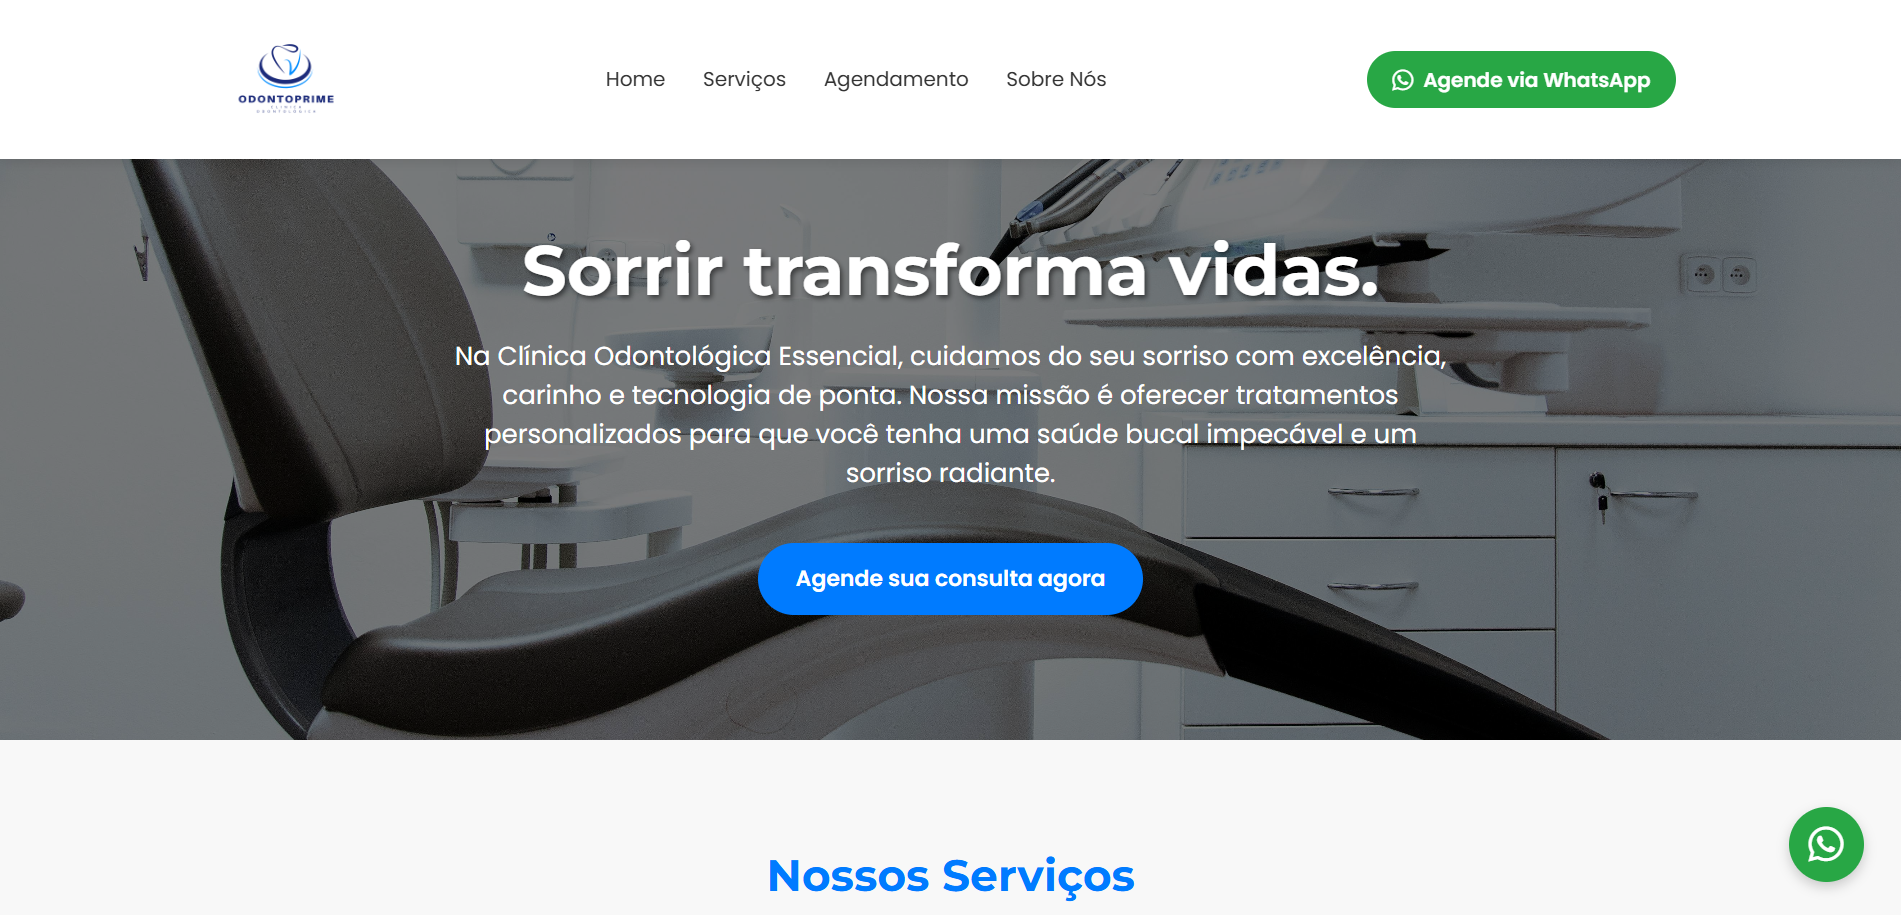 ODONTOPRIME
CLÍNICA
ODONTOLÓGICA
Home
Serviços
Agendamento
Sobre Nós
Agende via WhatsApp
Sorrir transforma vidas.
Na Clínica Odontológica Essencial, cuidamos do seu sorriso com excelência,
carinho e tecnologia de ponta. Nossa missão é oferecer tratamentos
personalizados para que você tenha uma saúde bucal impecável e um
sorriso radiante.
Agende sua consulta agora
Nossos Serviços